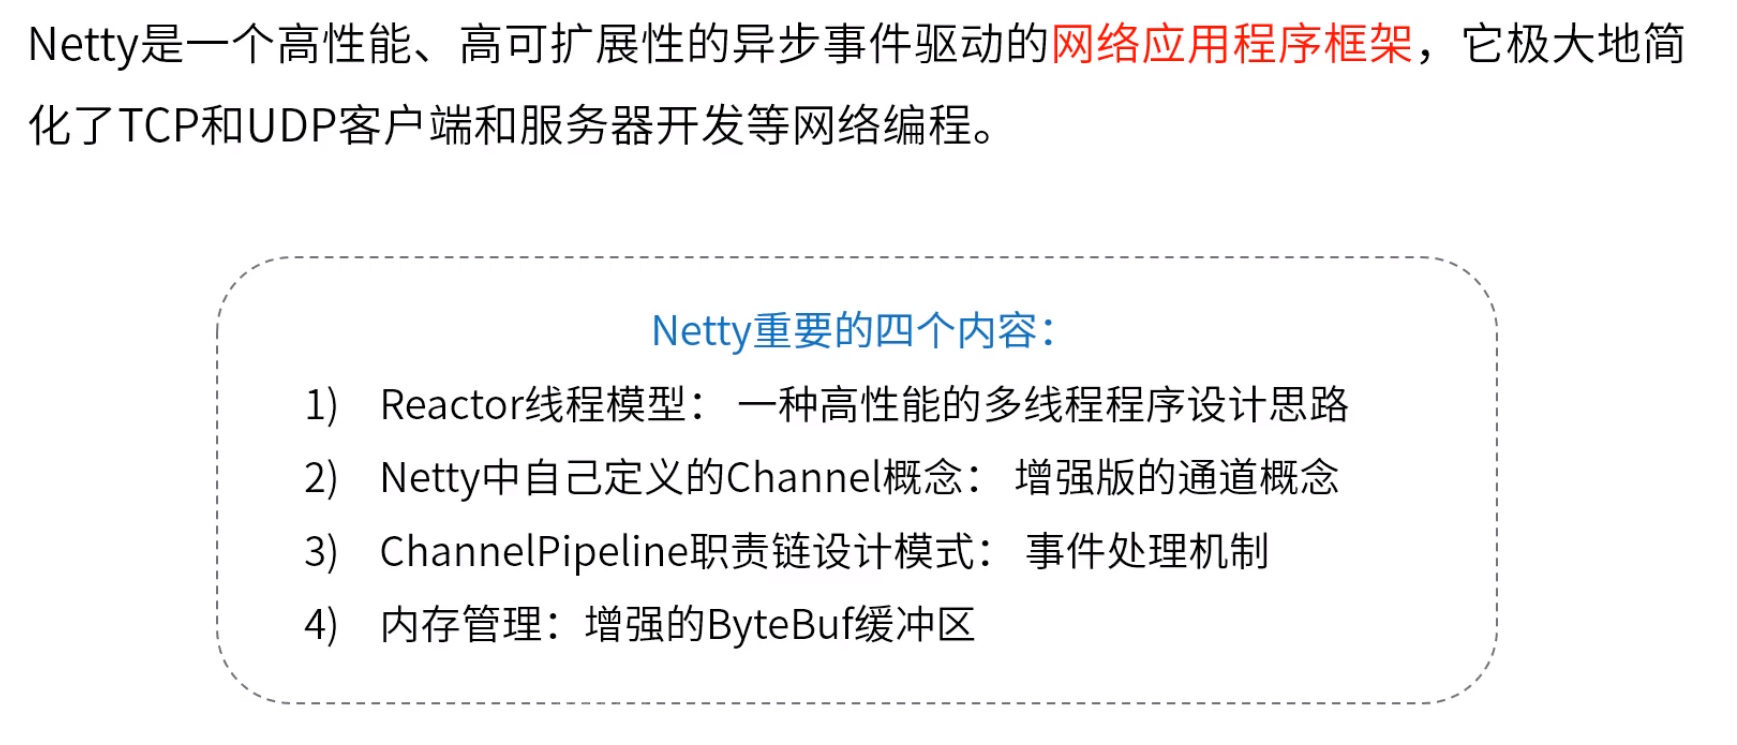 Netty是一个高性能、高可扩展性的异步事件驱动的网络应用程序框架，它极大地简
化了TCP和UDP客户端和服务器开发等网络编程。
Netty重要的四个内容：
1) Reactor线程模型： 一种高性能的多线程程序设计思路
2) Netty中自己定义的Channel概念： 增强版的通道概念
3) ChannelPipeline职责链设计模式： 事件处理机制
4) 内存管理：增强的ByteBuf缓冲区